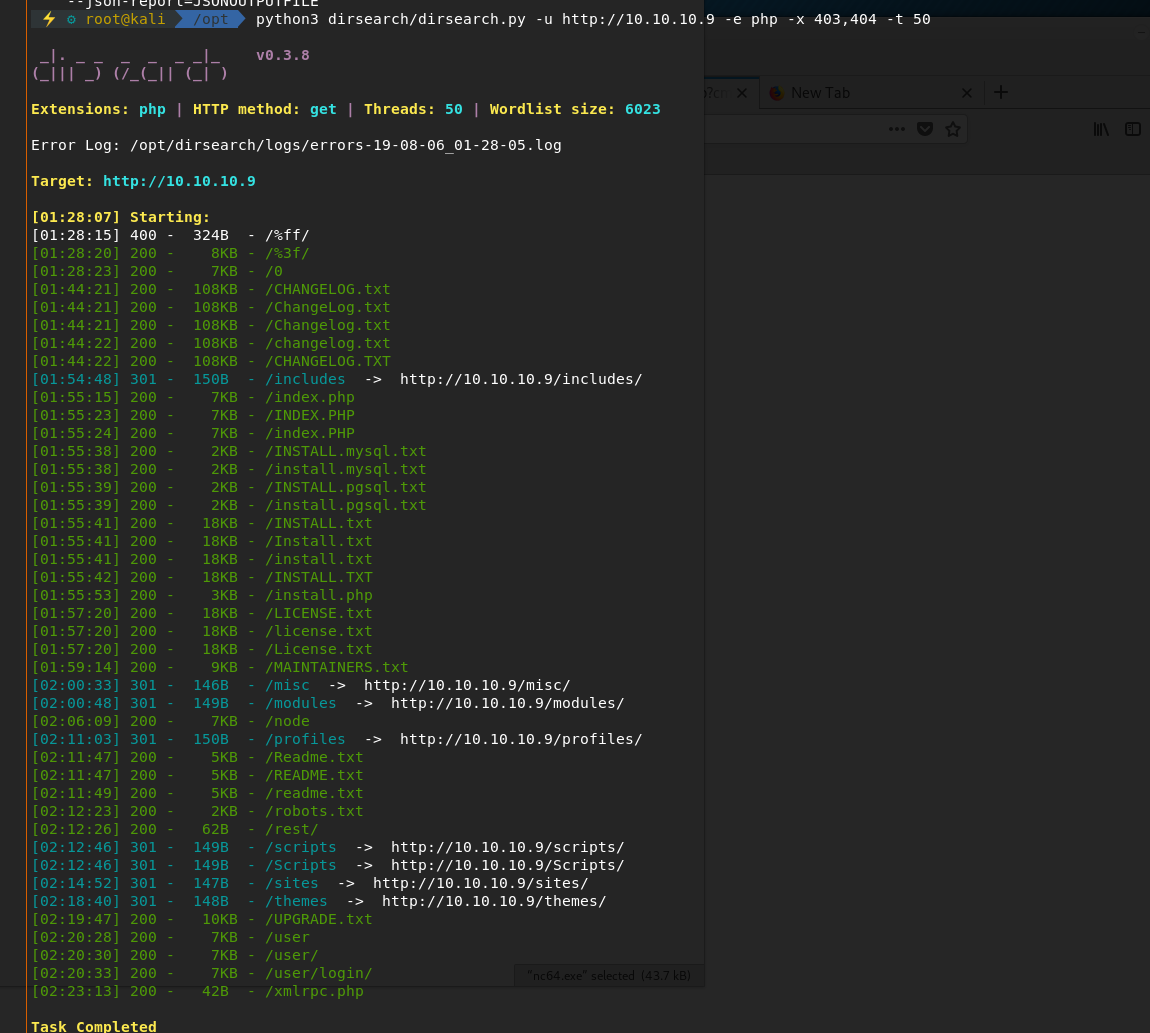 --json-report=JSONOUTPUTFILE
root@kali /opt python3 dirsearch/dirsearch.py -u http://10.10.10.9 -e php -x 403,404 -t 50
_|. _ _  _  _  _ _|_    v0.3.8
(_||| _) (/_(_|| (_| )
Extensions: php | HTTP method: get | Threads: 50 | Wordlist size: 6023
New Tab
Error Log: /opt/dirsearch/logs/errors-19-08-06_01-28-05.log
Target: http://10.10.10.9
[01:28:07] Starting:
[01:28:15] 400 -  324B  - /%ff/
[01:28:20] 200 -    8KB - /%3f/
[01:28:23] 200 -    7KB - /0
[01:44:21] 200 -  108KB - /CHANGELOG.txt
[01:44:21] 200 -  108KB - /ChangeLog.txt
[01:44:21] 200 -  108KB - /Changelog.txt
[01:44:22] 200 -  108KB - /changelog.txt
[01:44:22] 200 -  108KB - /CHANGELOG.TXT
[01:54:48] 301 -  150B  - /includes  ->  http://10.10.10.9/includes/
[01:55:15] 200 -    7KB - /index.php
[01:55:23] 200 -    7KB - /INDEX.PHP
[01:55:24] 200 -    7KB - /index.PHP
[01:55:38] 200 -    2KB - /INSTALL.mysql.txt
[01:55:38] 200 -    2KB - /install.mysql.txt
[01:55:39] 200 -    2KB - /INSTALL.pgsql.txt
[01:55:39] 200 -    2KB - /install.pgsql.txt
[01:55:41] 200 -   18KB - /INSTALL.txt
[01:55:41] 200 -   18KB - /Install.txt
[01:55:41] 200 -   18KB - /install.txt
[01:55:42] 200 -   18KB - /INSTALL.TXT
[01:55:53] 200 -    3KB - /install.php
[01:57:20] 200 -   18KB - /LICENSE.txt
[01:57:20] 200 -   18KB - /license.txt
[01:57:20] 200 -   18KB - /License.txt
[01:59:14] 200 -    9KB - /MAINTAINERS.txt
[02:00:33] 301 -  146B  - /misc  ->  http://10.10.10.9/misc/
[02:00:48] 301 -  149B  - /modules  ->  http://10.10.10.9/modules/
[02:06:09] 200 -    7KB - /node
[02:11:03] 301 -  150B  - /profiles  ->  http://10.10.10.9/profiles/
[02:11:47] 200 -    5KB - /Readme.txt
[02:11:47] 200 -    5KB - /README.txt
[02:11:49] 200 -    5KB - /readme.txt
[02:12:23] 200 -    2KB - /robots.txt
[02:12:26] 200 -   62B  - /rest/
[02:12:46] 301 -  149B  - /scripts  ->  http://10.10.10.9/scripts/
[02:12:46] 301 -  149B  - /Scripts  ->  http://10.10.10.9/Scripts/
[02:14:52] 301 -  147B  - /sites  ->  http://10.10.10.9/sites/
[02:18:40] 301 -  148B  - /themes  ->  http://10.10.10.9/themes/
[02:19:47] 200 -   10KB - /UPGRADE.txt
[02:20:28] 200 -    7KB - /user
[02:20:30] 200 -    7KB - /user/
[02:20:33] 200 -    7KB - /user/login/
"nc64.exe" selected (43.7 kB)
[02:23:13] 200 -   42B  - /xmlrpc.php
Task Completed